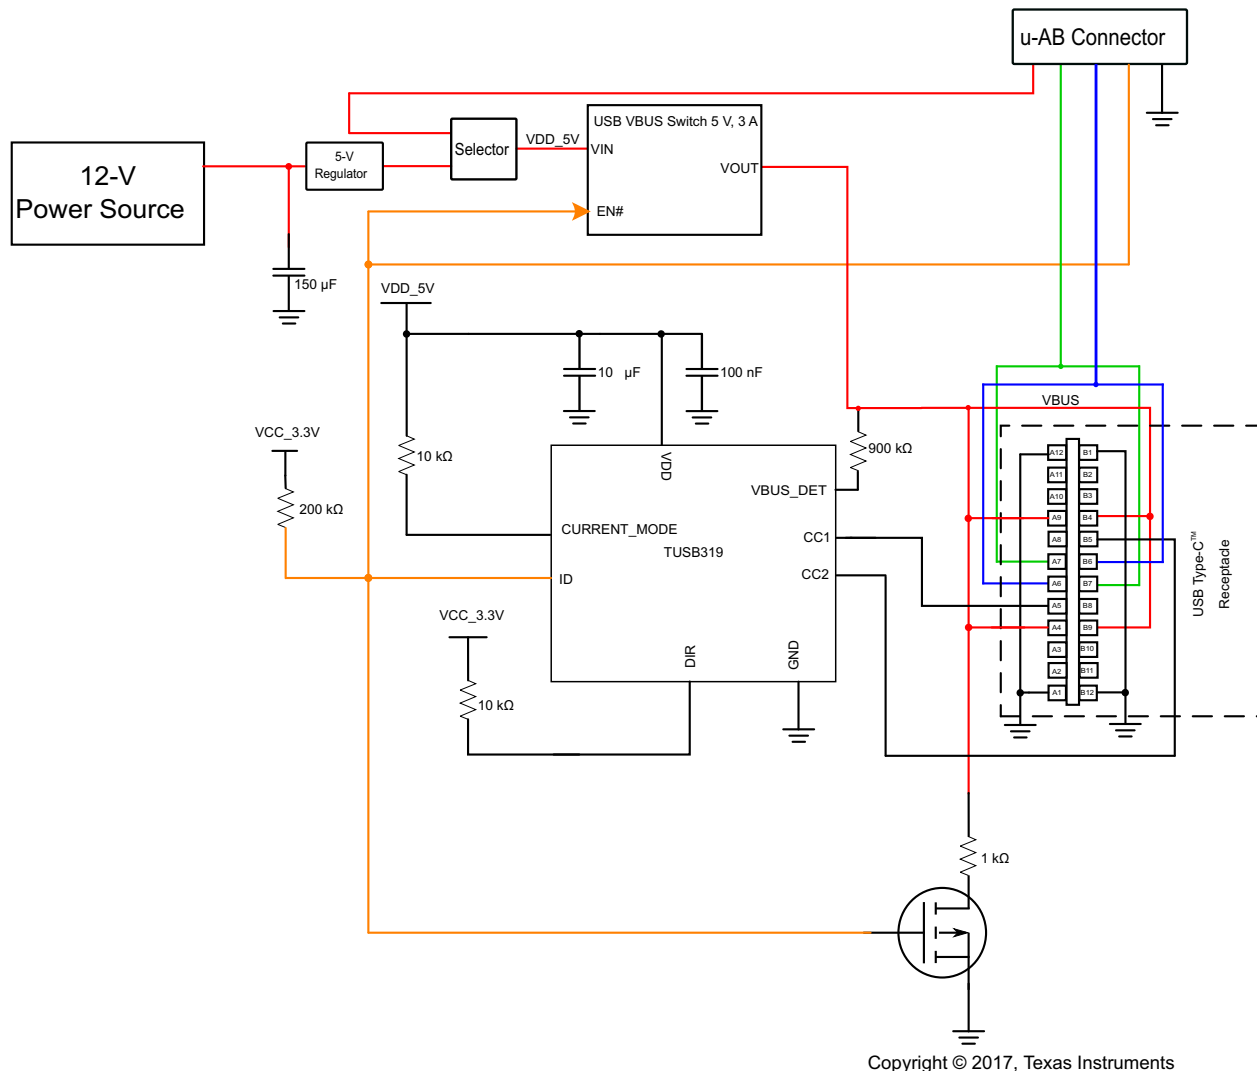 u-AB Connector
12-V
Power Source
5-V
Regulator
Selector
VDD_5V
USB VBUS Switch 5 V, 3 A
VIN
VOUT
EN#
150 µF
VDD_5V
10 µF
100 nF
VCC_3.3V
200 kΩ
10 kΩ
VDD
VBUS_DET
900 kΩ
CURRENT_MODE
TUSB319
CC1
CC2
ID
DIR
GND
VCC_3.3V
10 kΩ
VBUS
A12 B1
A11 B2
A10 B3
A9 B4
A8 B5
A7 B6
A6 B7
A5 B8
A4 B9
A3 B10
A2 B11
A1 B12
USB Type-C™
Receptacle
1 kΩ
Copyright © 2017, Texas Instruments